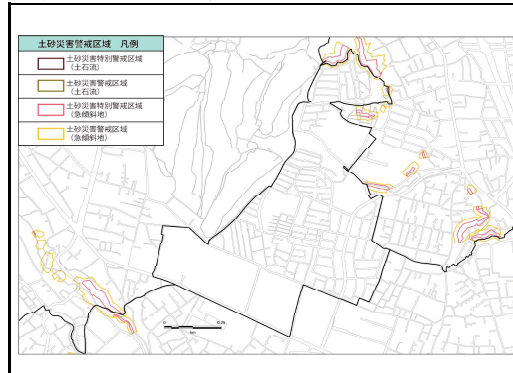 土砂災害警戒区域 凡例
土砂災害特別警戒区域
(土石流)
土砂災害警戒区域
(土石流)
土砂災害特別警戒区域
(急傾斜地)
土砂災害警戒区域
(急傾斜地)
0 0.25
km